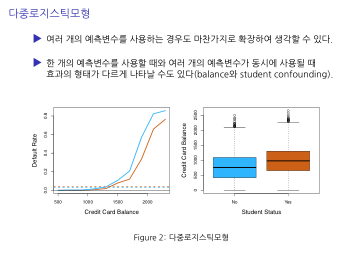 다중로지스틱모형
▶ 여러 개의 예측변수를 사용하는 경우도 마찬가지로 확장하여 생각할 수 있다.
▶ 한 개의 예측변수를 사용할 때와 여러 개의 예측변수가 동시에 사용될 때
효과의 형태가 다르게 나타날 수도 있다(balance와 student confounding).
Default Rate
0.0 0.2 0.4 0.6 0.8
500 1000 1500 2000
Credit Card Balance
Credit Card Balance
0 500 1000 1500 2000 2500
No Yes
Student Status
Figure 2: 다중로지스틱모형